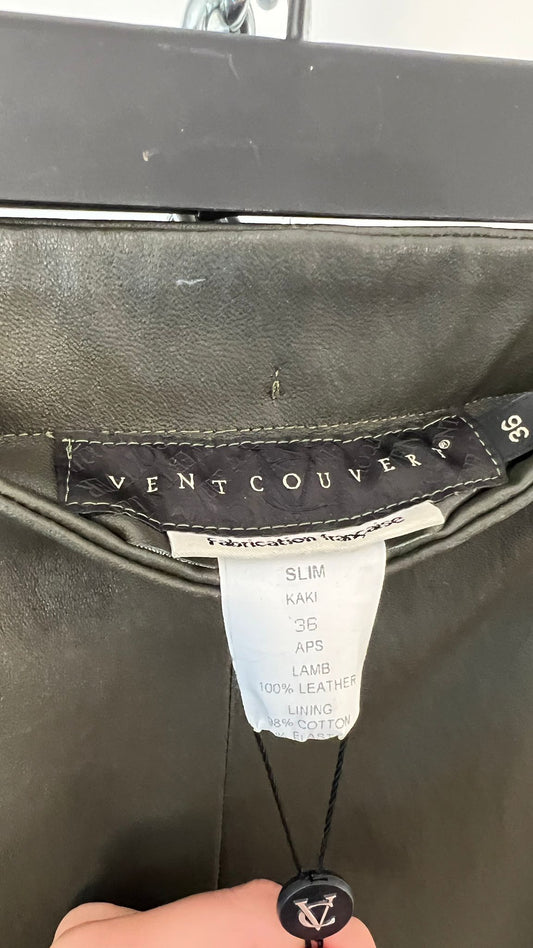 VENTCOUVERT®
36
Fabrication française
SLIM
KAKI
36
APS
LAMB
100% LEATHER
LINING
98% COTTON
VC